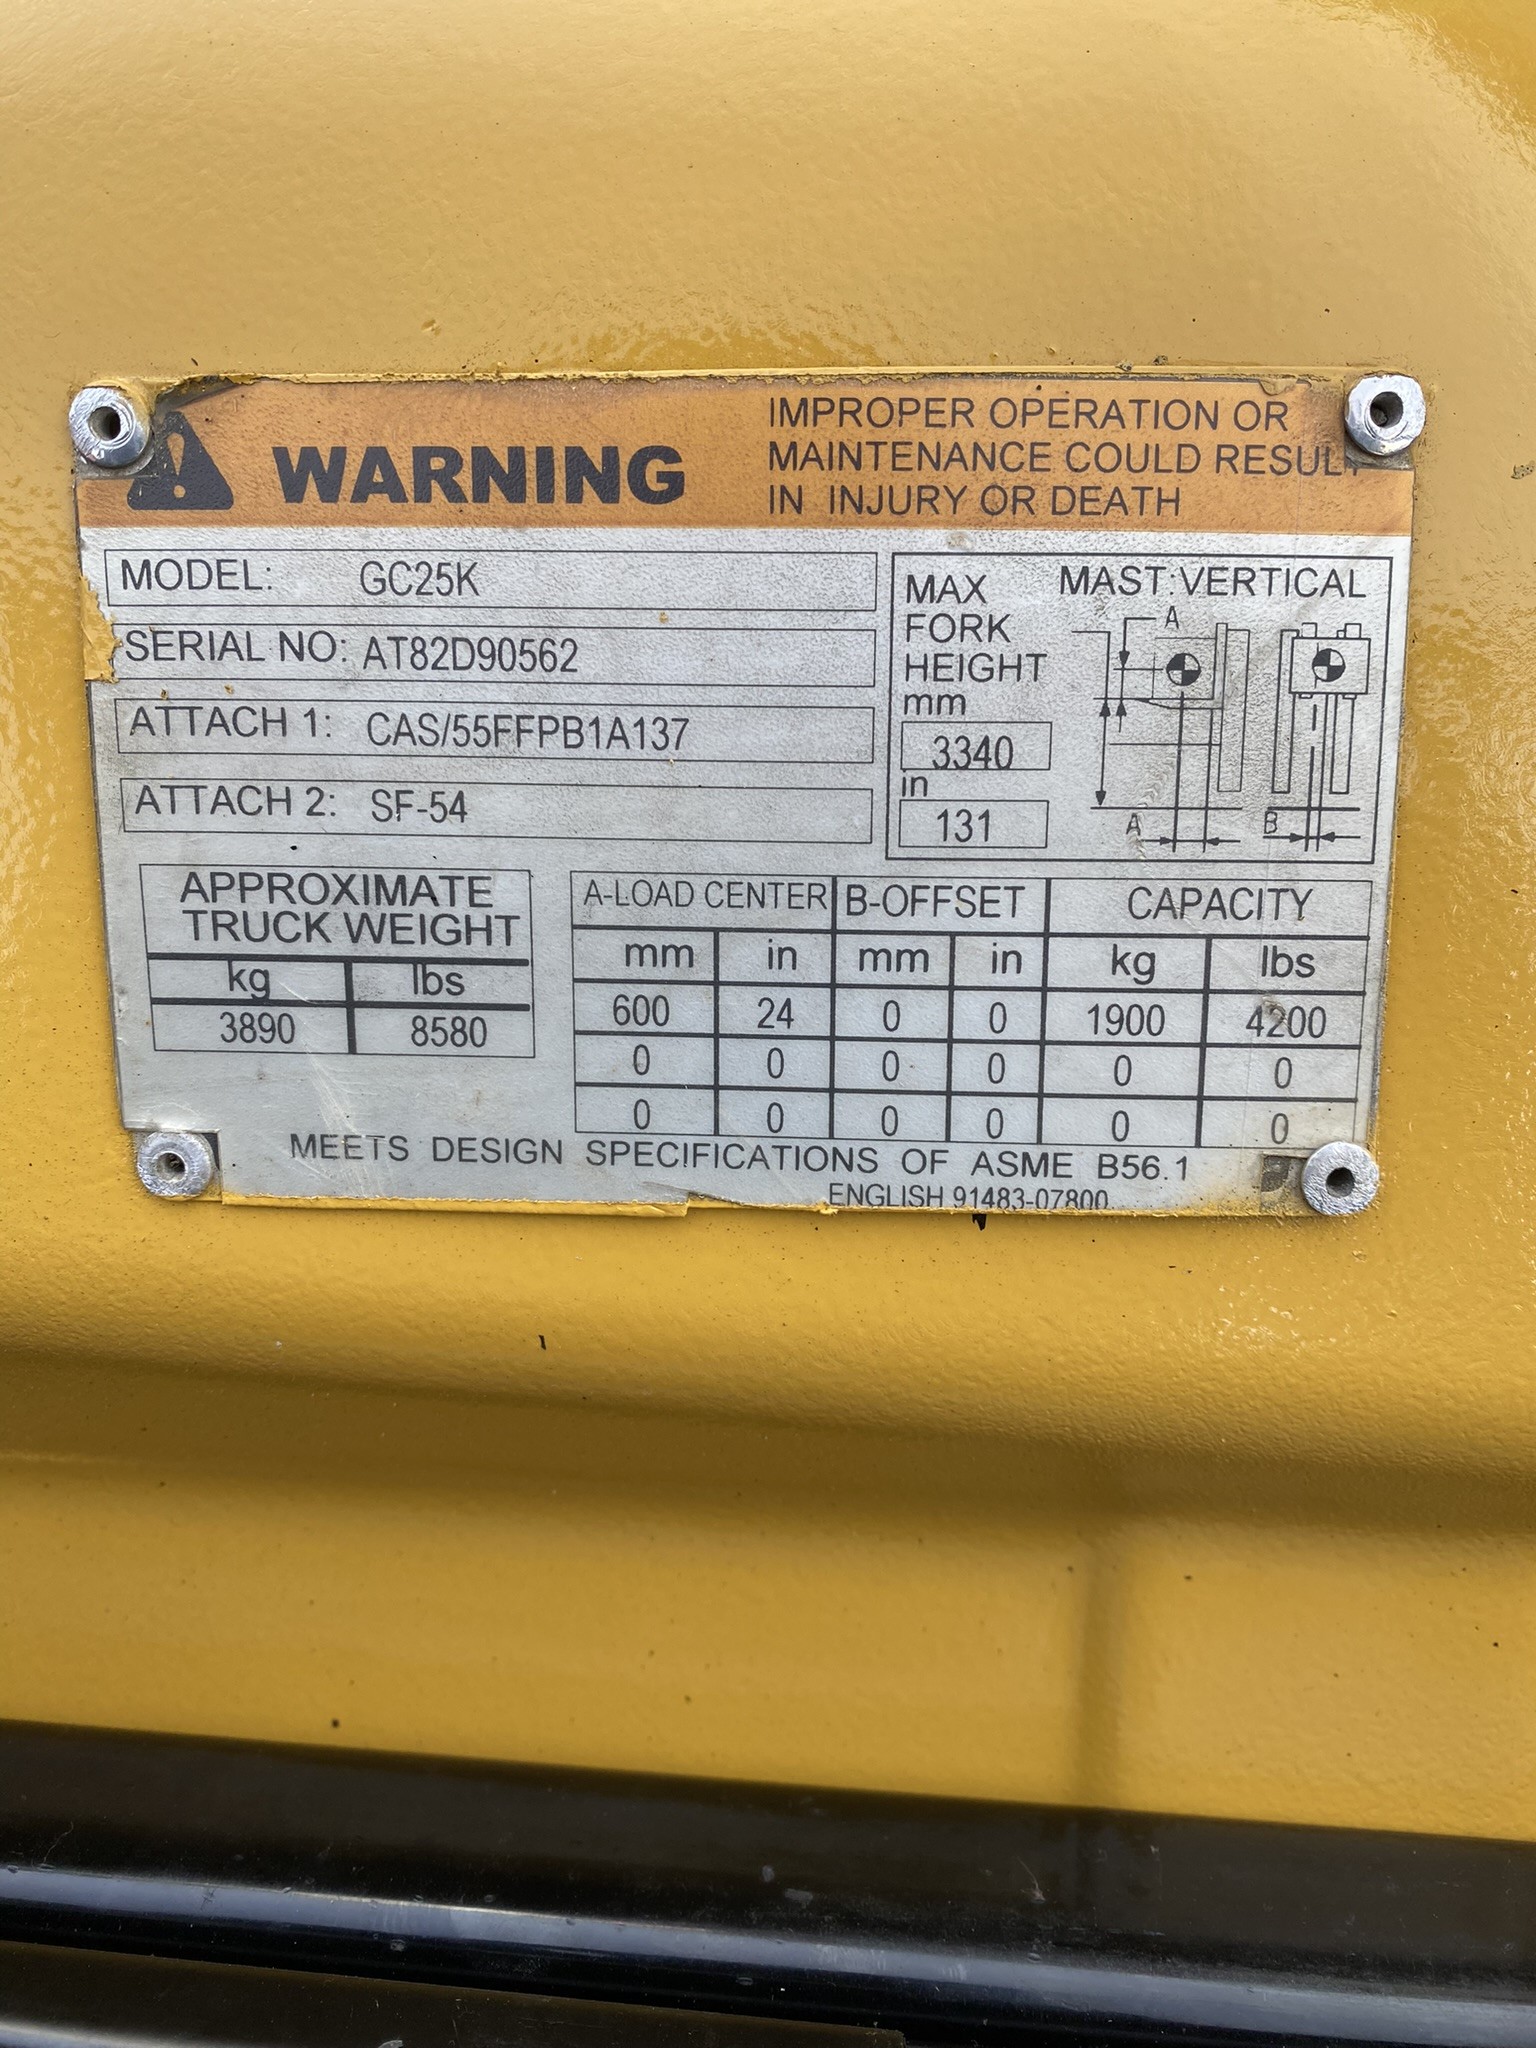 WARNING
IMPROPER OPERATION OR
MAINTENANCE COULD RESULT
IN INJURY OR DEATH
MODEL: GC25K
SERIAL NO: AT82D90562
ATTACH 1: CAS/55FFPB1A137
ATTACH 2: SF-54
MAX
FORK
HEIGHT
mm
3340
in
131
MAST:VERTICAL
A
A
B
APPROXIMATE
TRUCK WEIGHT
kg lbs
3890 8580
A-LOAD CENTER B-OFFSET CAPACITY
mm in mm in kg lbs
600 24 0 0 1900 4200
0 0 0 0 0 0
0 0 0 0 0 0
MEETS DESIGN SPECIFICATIONS OF ASME B56.1
ENGLISH 91483-07800